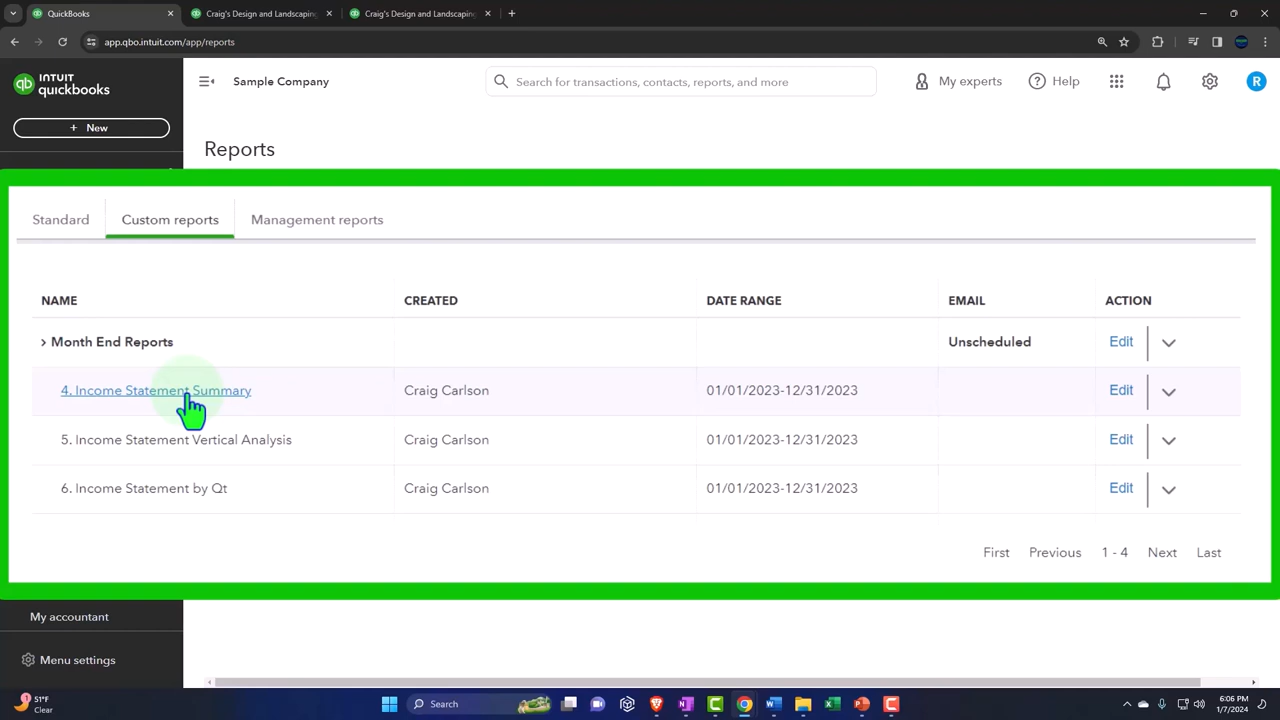 QuickBooks
Craig's Design and Landscaping
Craig's Design and Landscaping
app.qbo.intuit.com/app/reports
INTUIT
quickbooks
Sample Company
Search for transactions, contacts, reports, and more
My experts
Help
R
+ New
Reports
Standard
Custom reports
Management reports
NAME CREATED DATE RANGE EMAIL ACTION
Month End Reports Unscheduled Edit
4. Income Statement Summary Craig Carlson 01/01/2023-12/31/2023 Edit
5. Income Statement Vertical Analysis Craig Carlson 01/01/2023-12/31/2023 Edit
6. Income Statement by Qt Craig Carlson 01/01/2023-12/31/2023 Edit
First Previous 1 - 4 Next Last
My accountant
Menu settings
51°F
Clear
Search
6:06 PM
1/7/2024